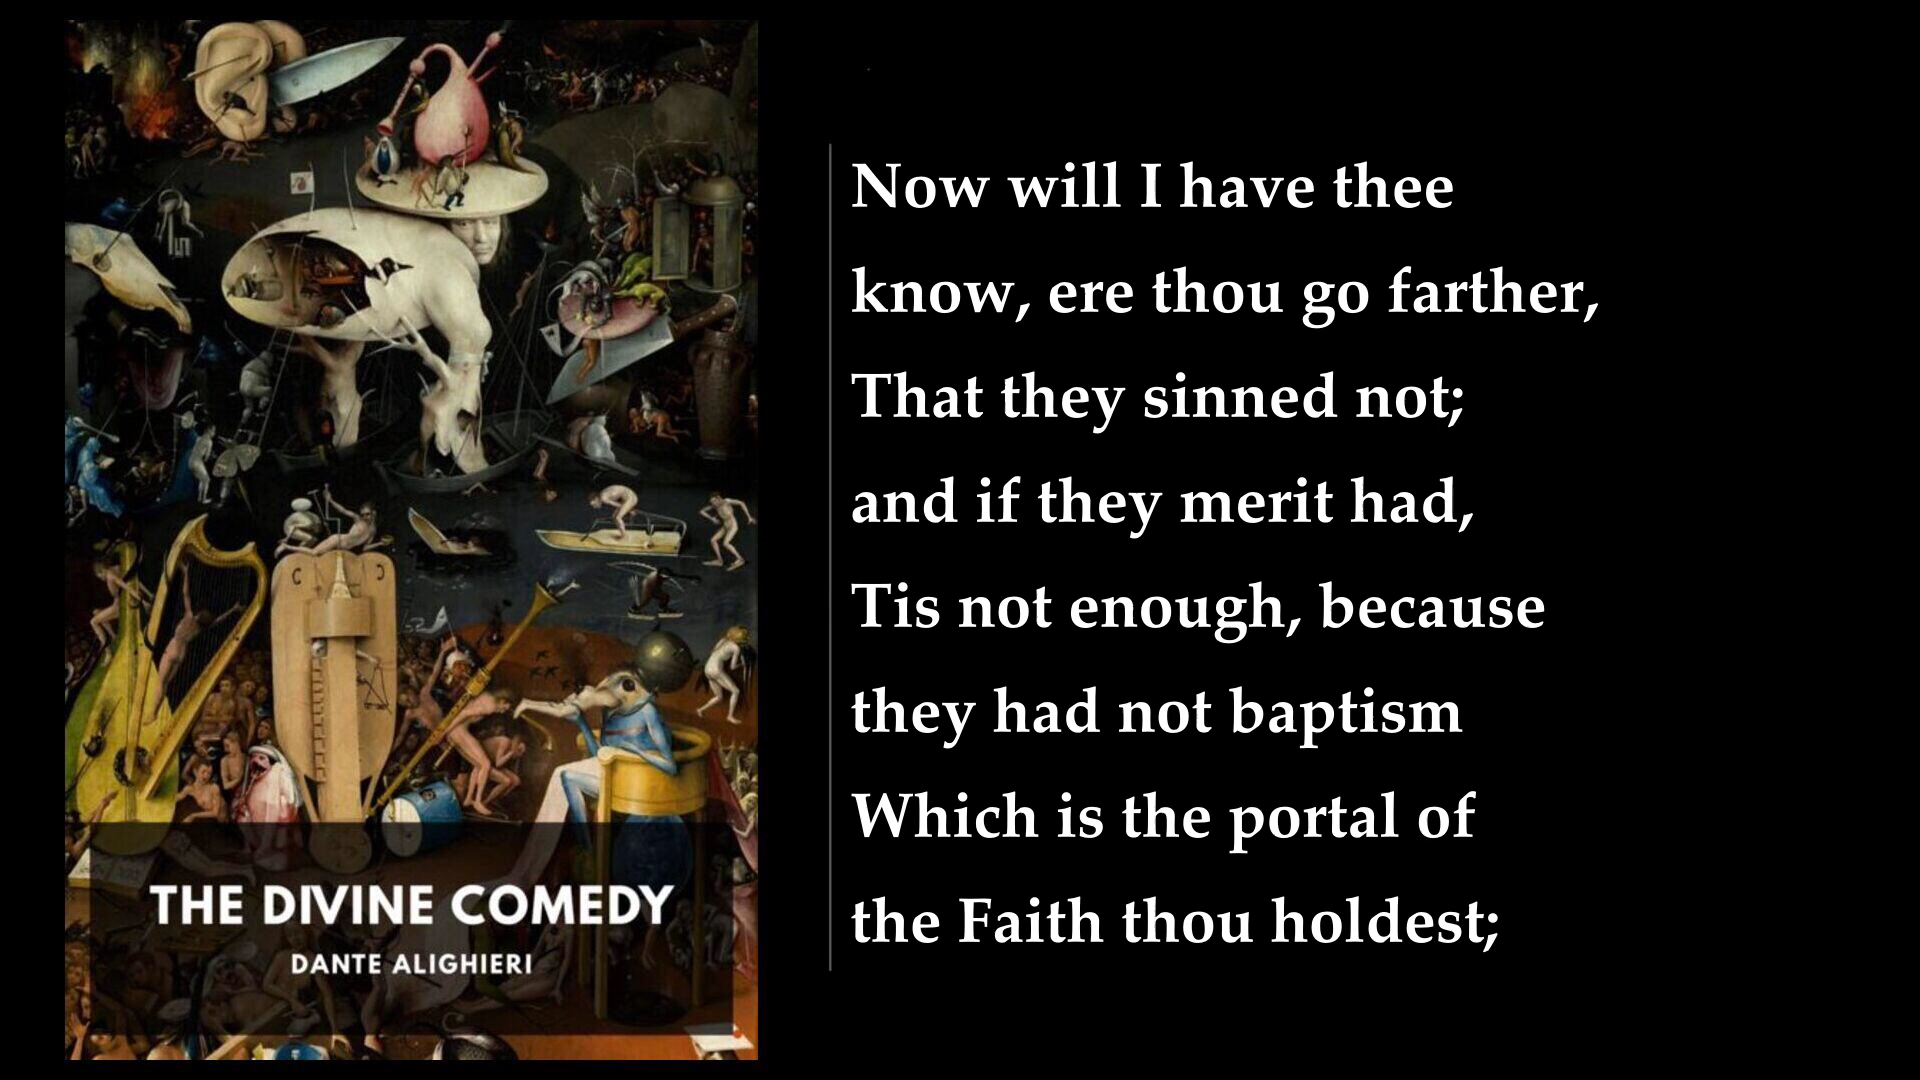 THE DIVINE COMEDY
DANTE ALIGHIERI
Now will I have thee
know, ere thou go farther,
That they sinned not;
and if they merit had,
Tis not enough, because
they had not baptism
Which is the portal of
the Faith thou holdest;